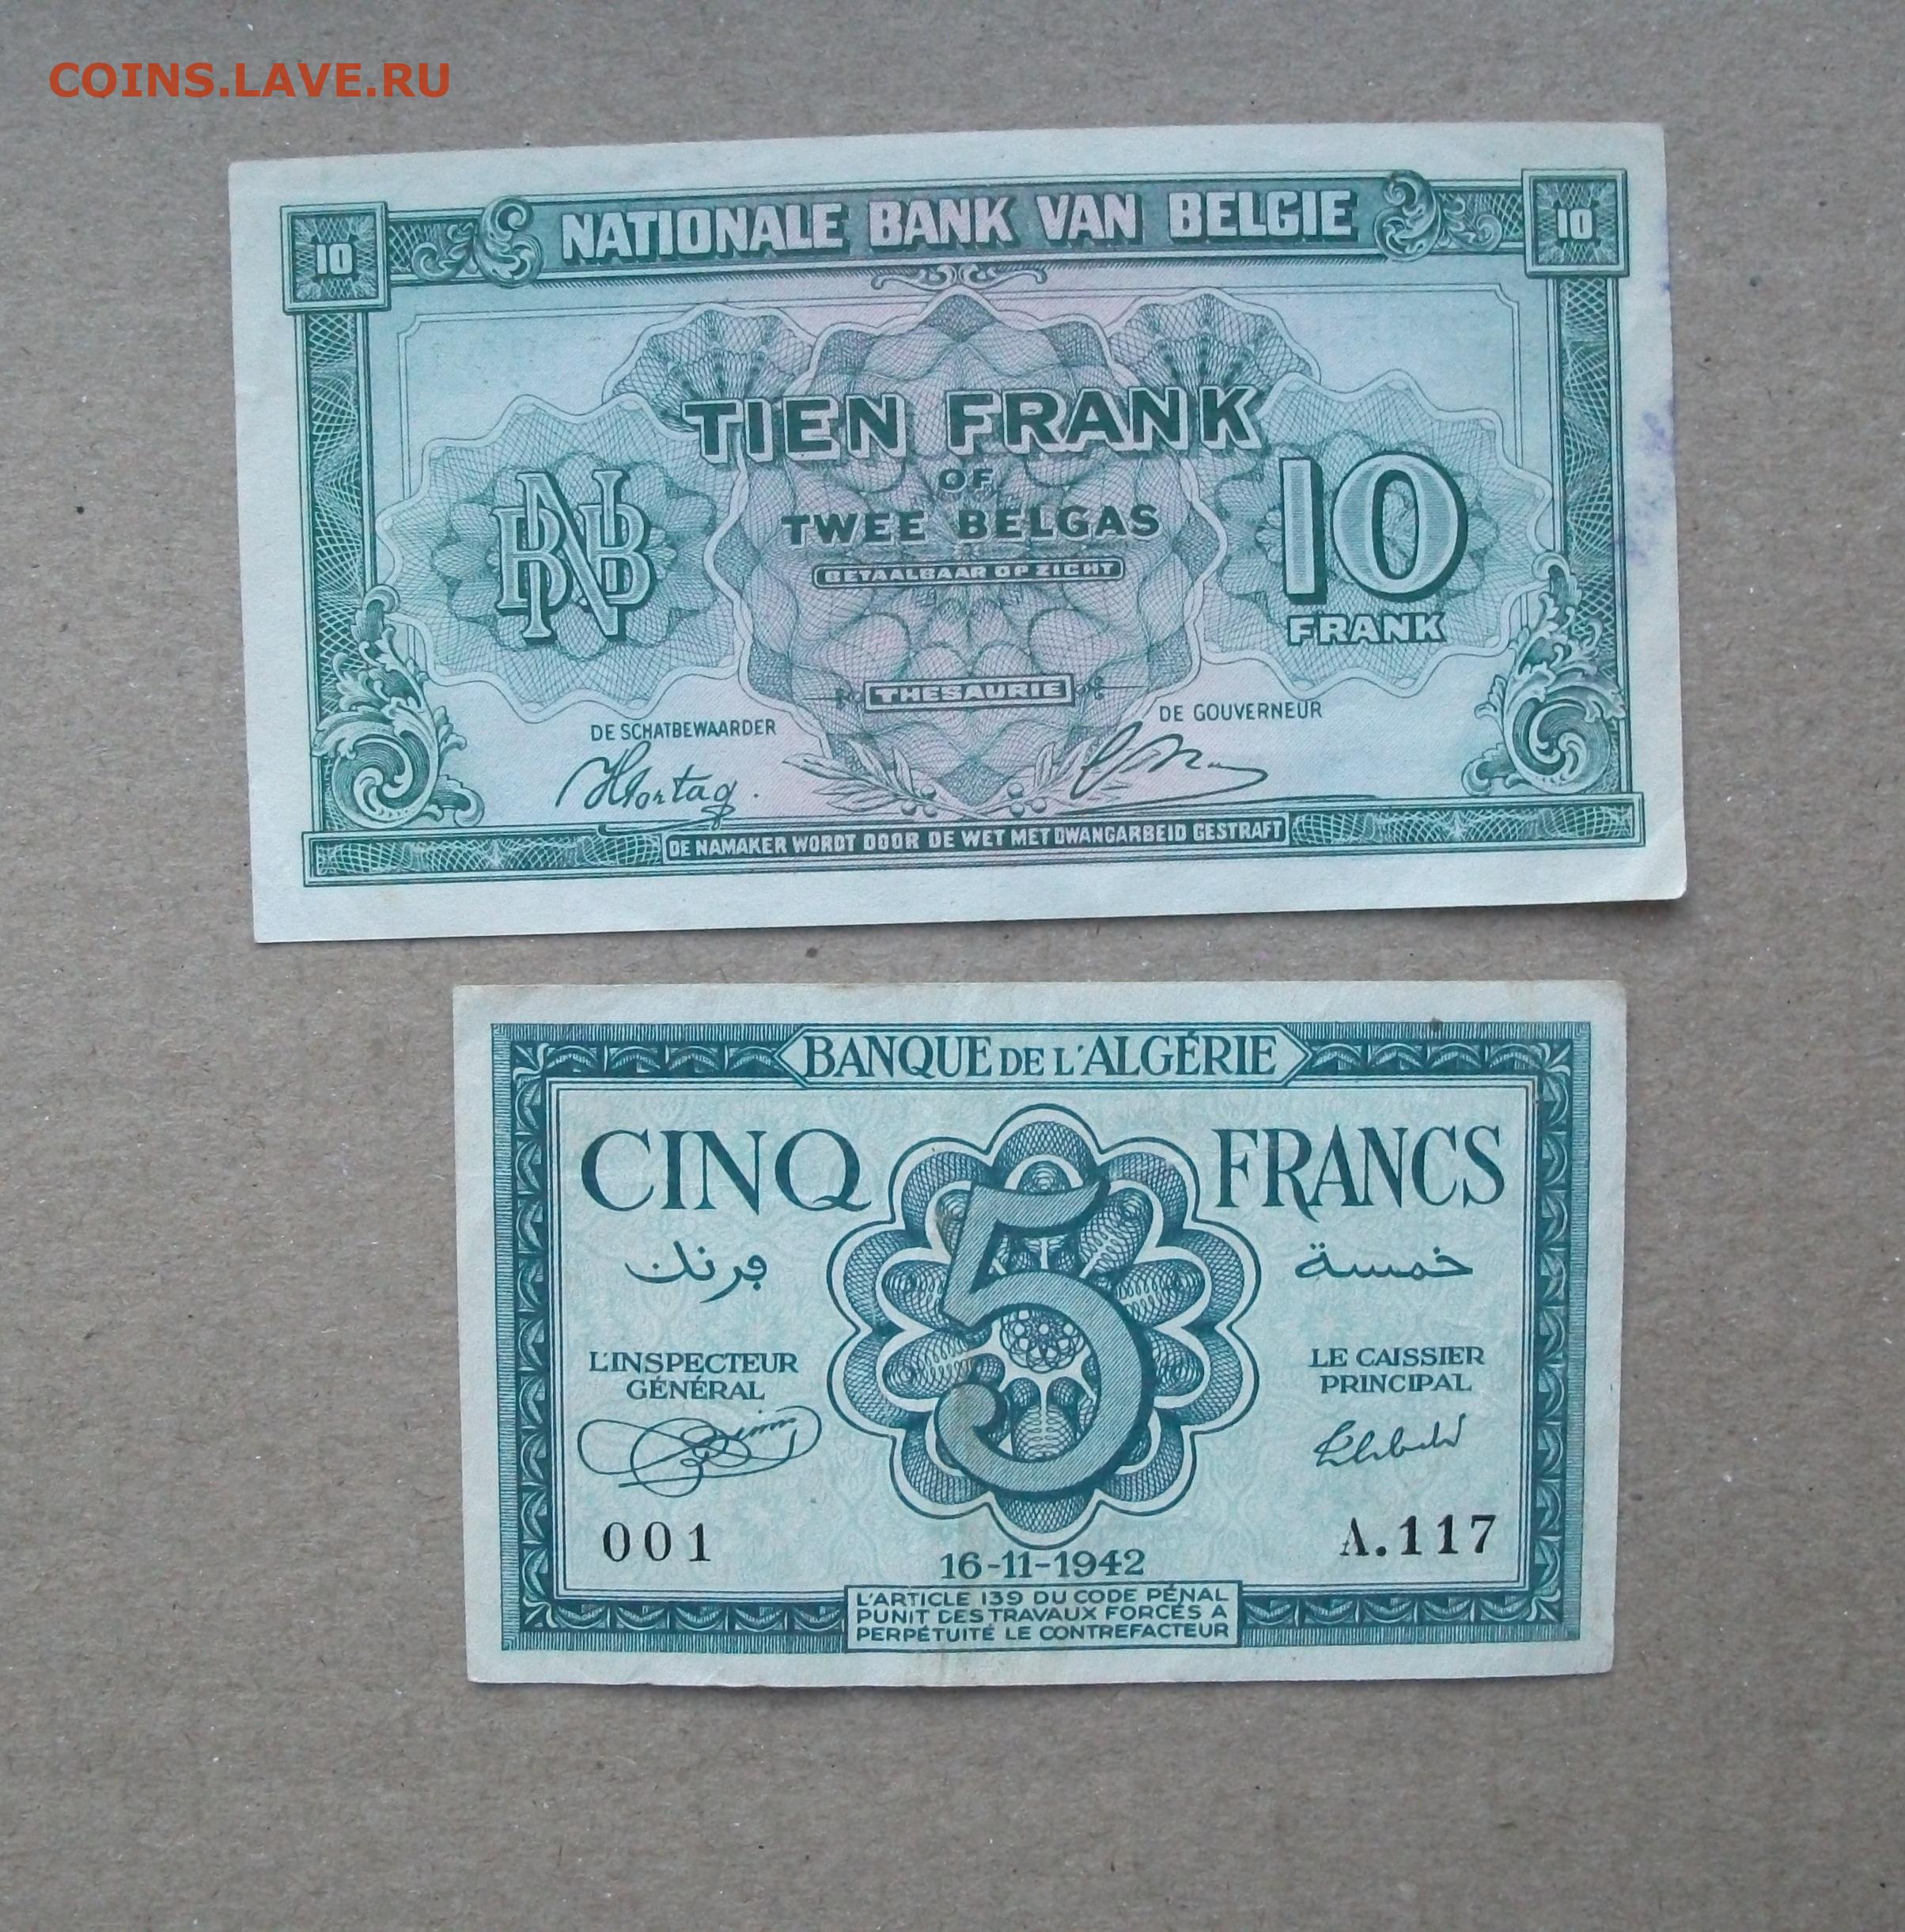 COINS.LAVE.RU
10 NATIONALE BANK VAN BELGIE 10
TIEN FRANK
OF
TWEE BELGAS
BETAALBAAR OP ZICHT
BNB
10
FRANK
THESAURIE
DE SCHATBEWAARDER
DE GOUVERNEUR
DE NAMAKER WORDT DOOR DE WET MET DWANGARBEID GESTRAFT
BANQUE DE L'ALGÉRIE
CINQ 5 FRANCS
فرنك
خمسة
L'INSPECTEUR
GÉNÉRAL
LE CAISSIER
PRINCIPAL
001
A.117
16-11-1942
L'ARTICLE 139 DU CODE PÉNAL
PUNIT DES TRAVAUX FORCÉS A
PERPÉTUITÉ LE CONTREFACTEUR